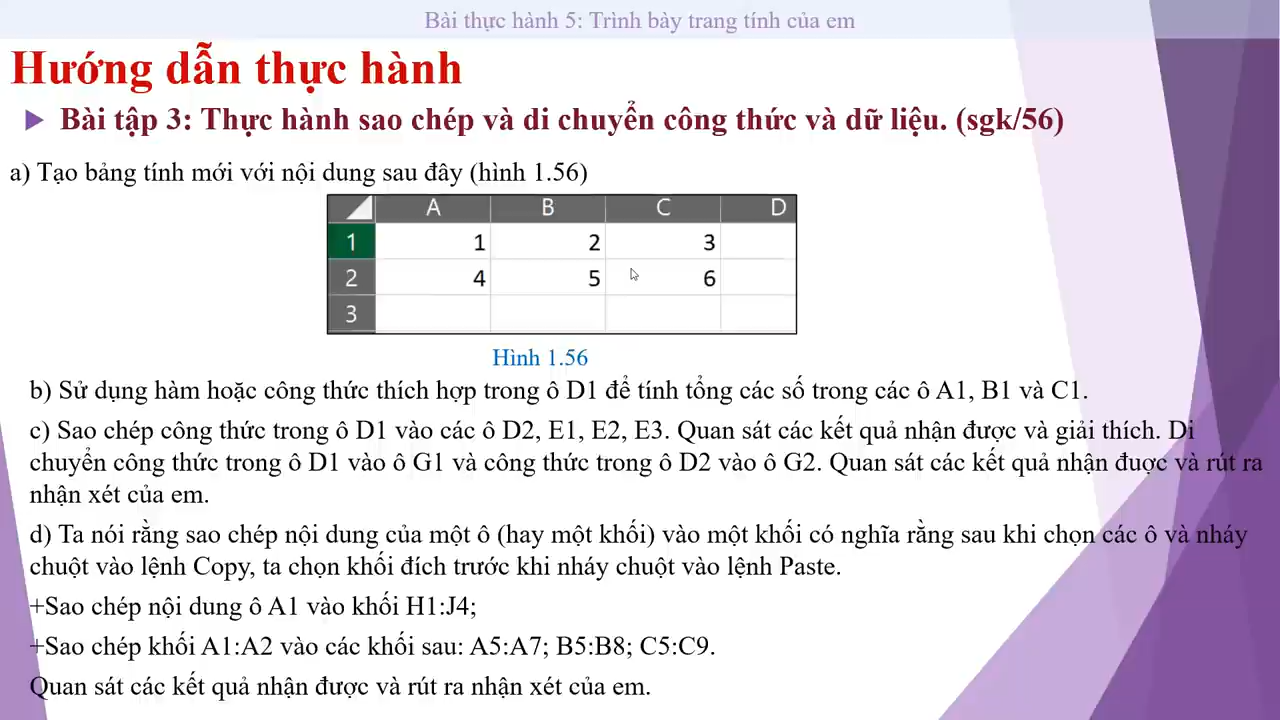 Bài thực hành 5: Trình bày trang tính của em
Hướng dẫn thực hành
Bài tập 3: Thực hành sao chép và di chuyển công thức và dữ liệu. (sgk/56)
a) Tạo bảng tính mới với nội dung sau đây (hình 1.56)
A B C D
1 1 2 3
2 4 5 6
3
Hình 1.56
b) Sử dụng hàm hoặc công thức thích hợp trong ô D1 để tính tổng các số trong các ô A1, B1 và C1.
c) Sao chép công thức trong ô D1 vào các ô D2, E1, E2, E3. Quan sát các kết quả nhận được và giải thích. Di
chuyển công thức trong ô D1 vào ô G1 và công thức trong ô D2 vào ô G2. Quan sát các kết quả nhận đuợc và rút ra
nhận xét của em.
d) Ta nói rằng sao chép nội dung của một ô (hay một khối) vào một khối có nghĩa rằng sau khi chọn các ô và nháy
chuột vào lệnh Copy, ta chọn khối đích trước khi nháy chuột vào lệnh Paste.
+Sao chép nội dung ô A1 vào khối H1:J4;
+Sao chép khối A1:A2 vào các khối sau: A5:A7; B5:B8; C5:C9.
Quan sát các kết quả nhận được và rút ra nhận xét của em.